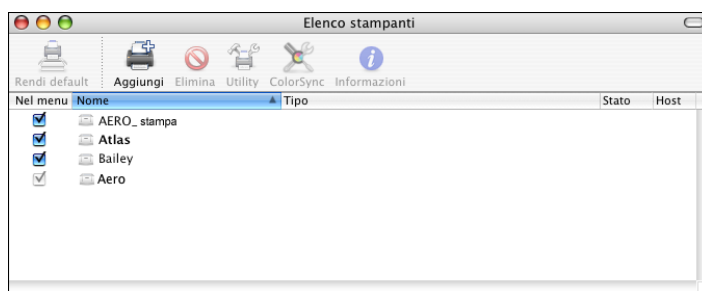 Elenco stampanti
Rendi default Aggiungi Elimina Utility ColorSync Informazioni
Nel menu Nome Tipo Stato Host
AERO_ stampa
Atlas
Bailey
Aero